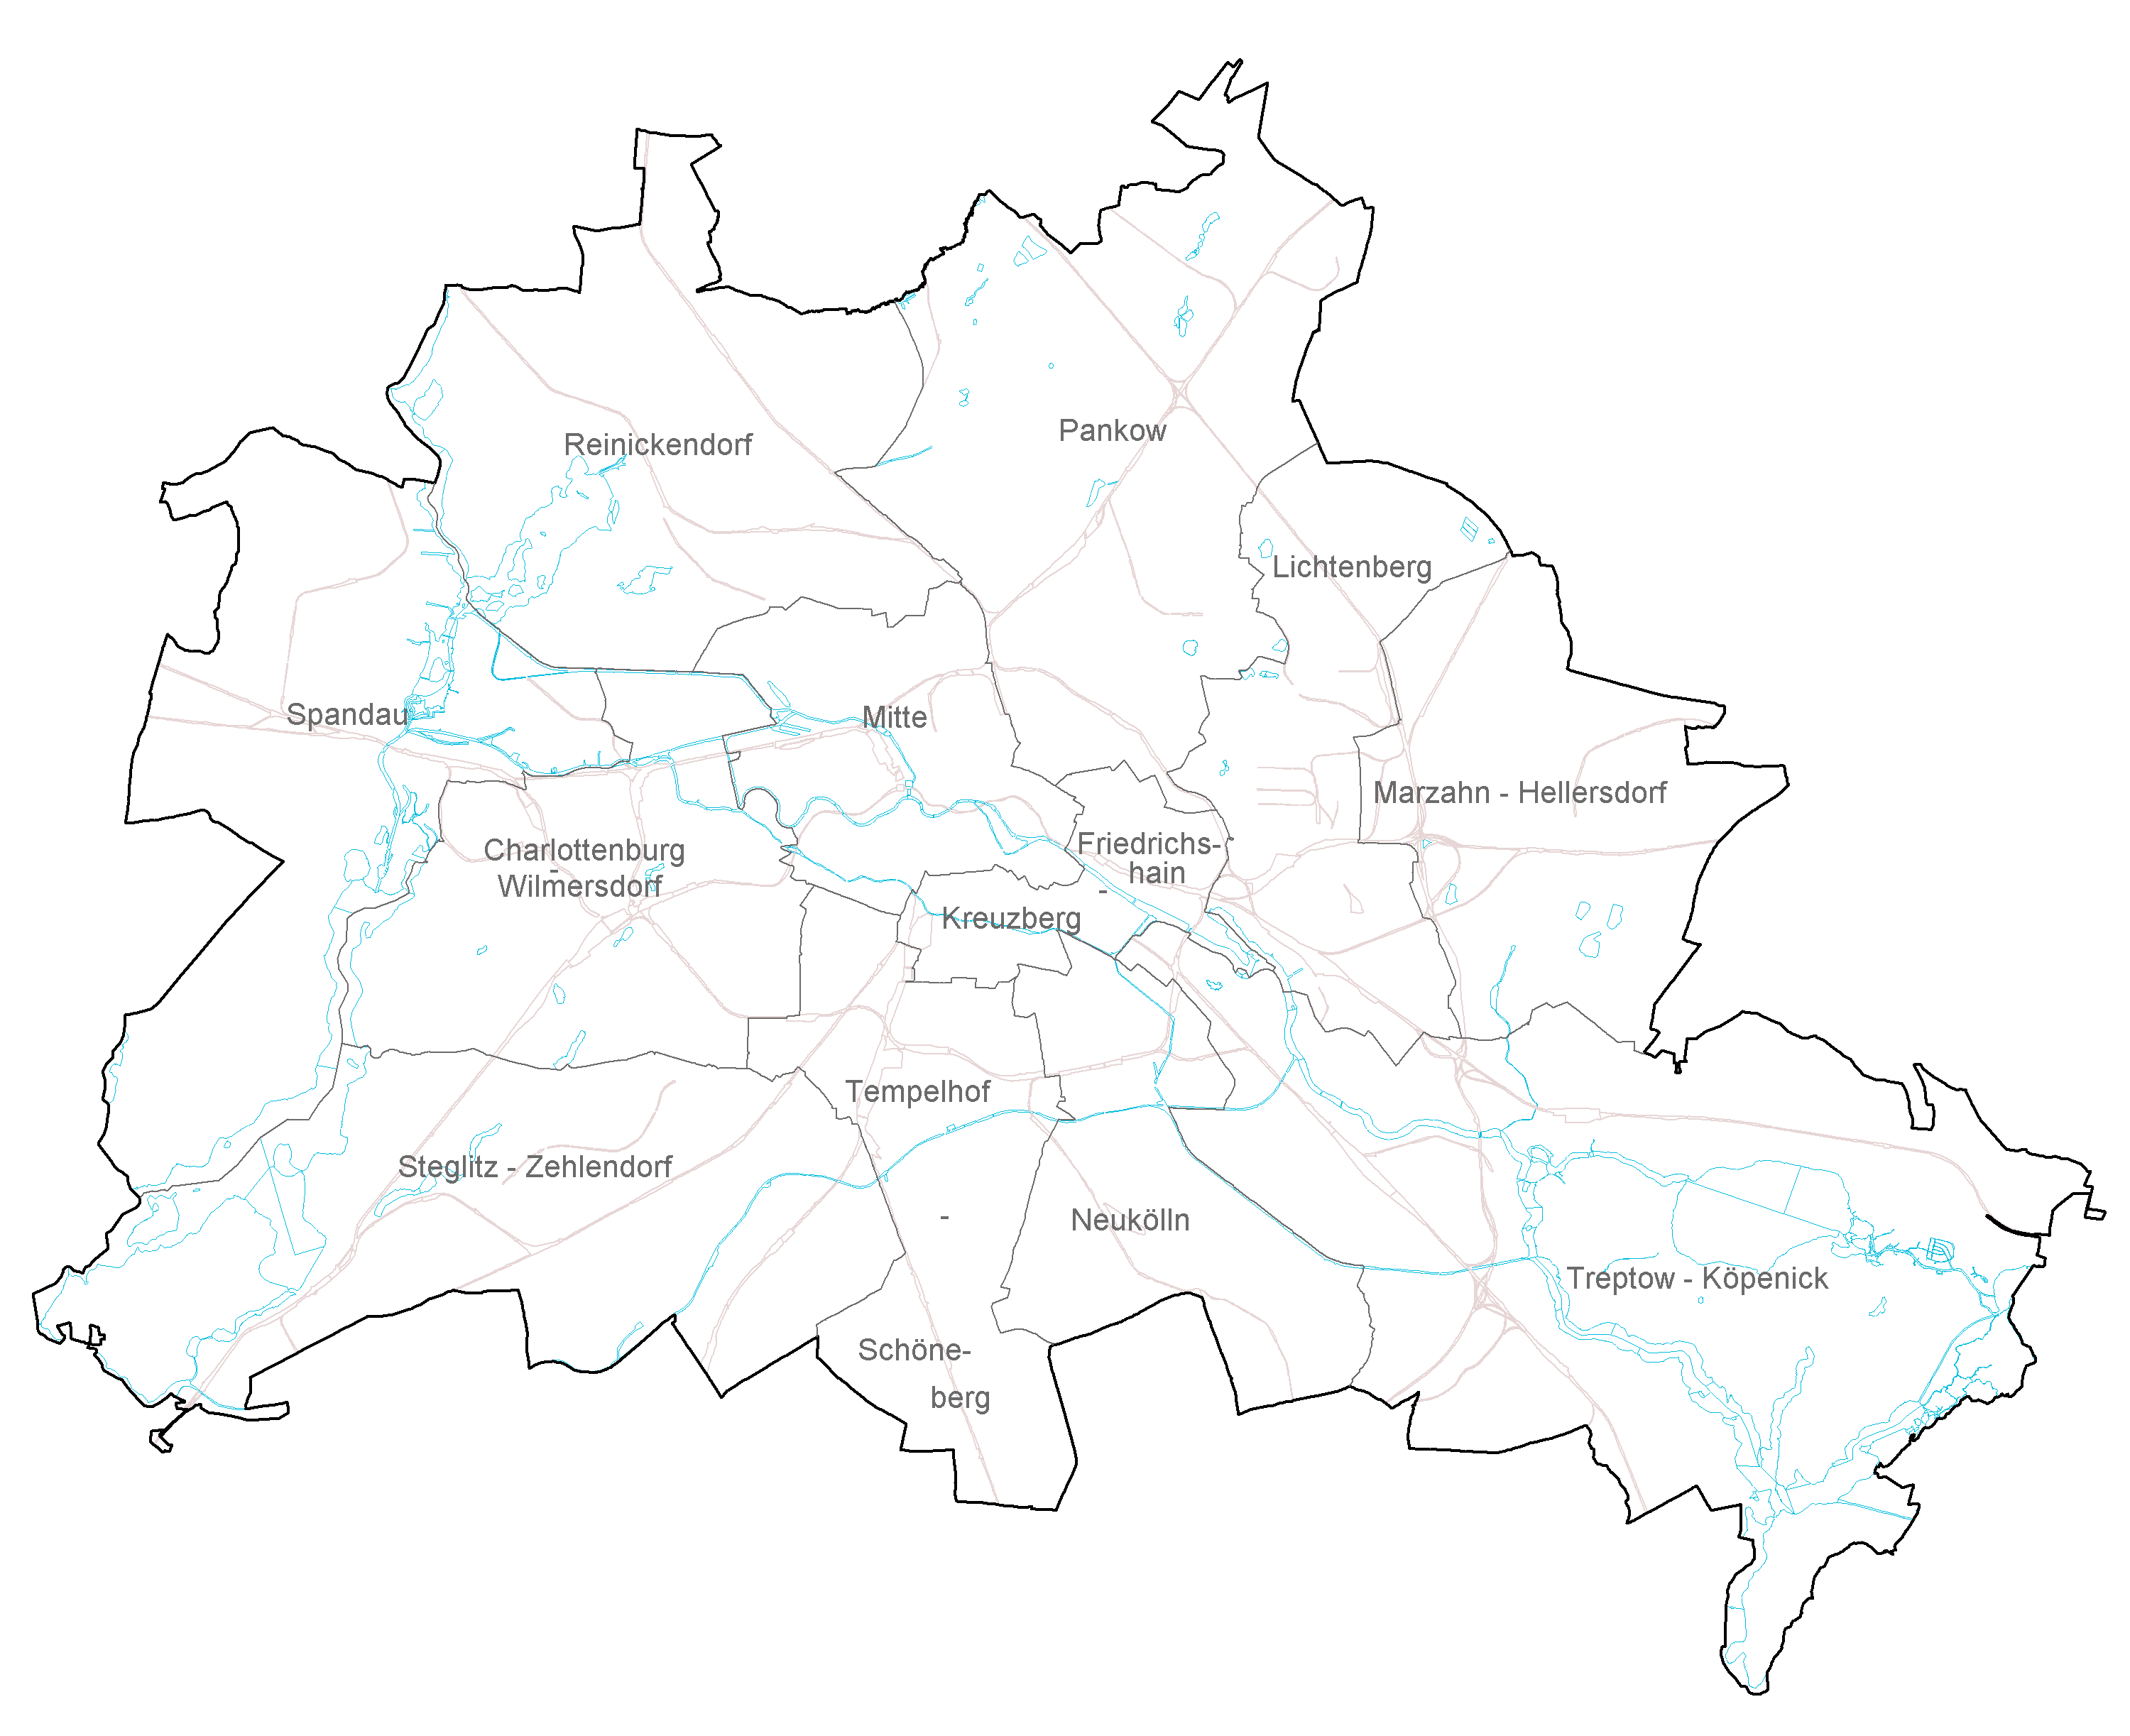 Pankow
Reinickendorf
Lichtenberg
Spandau
Mitte
Marzahn - Hellersdorf
Friedrichs-
hain
-
Kreuzberg
Charlottenburg
-
Wilmersdorf
Tempelhof
-
Schöne-
berg
Steglitz - Zehlendorf
Neukölln
Treptow - Köpenick